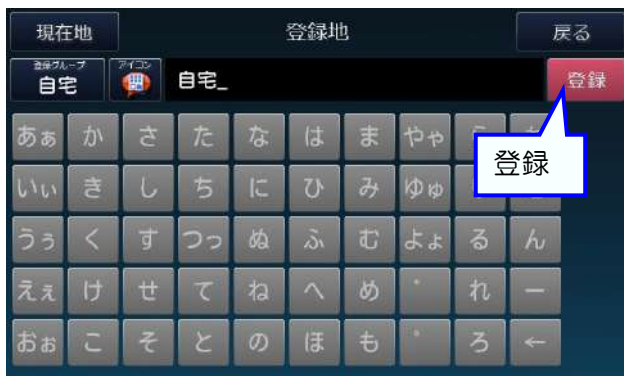 現在地 登録地 戻る
登録グループ アイコン
自宅 自宅_ 登録
あぁ か さ た な は ま やゃ
登録
いぃ き し ち に ひ み ゆゅ
うぅ く す つっ ぬ ふ む よょ る ん
えぇ け せ て ね へ め ゛ れ ー
おぉ こ そ と の ほ も ゜ ろ ←